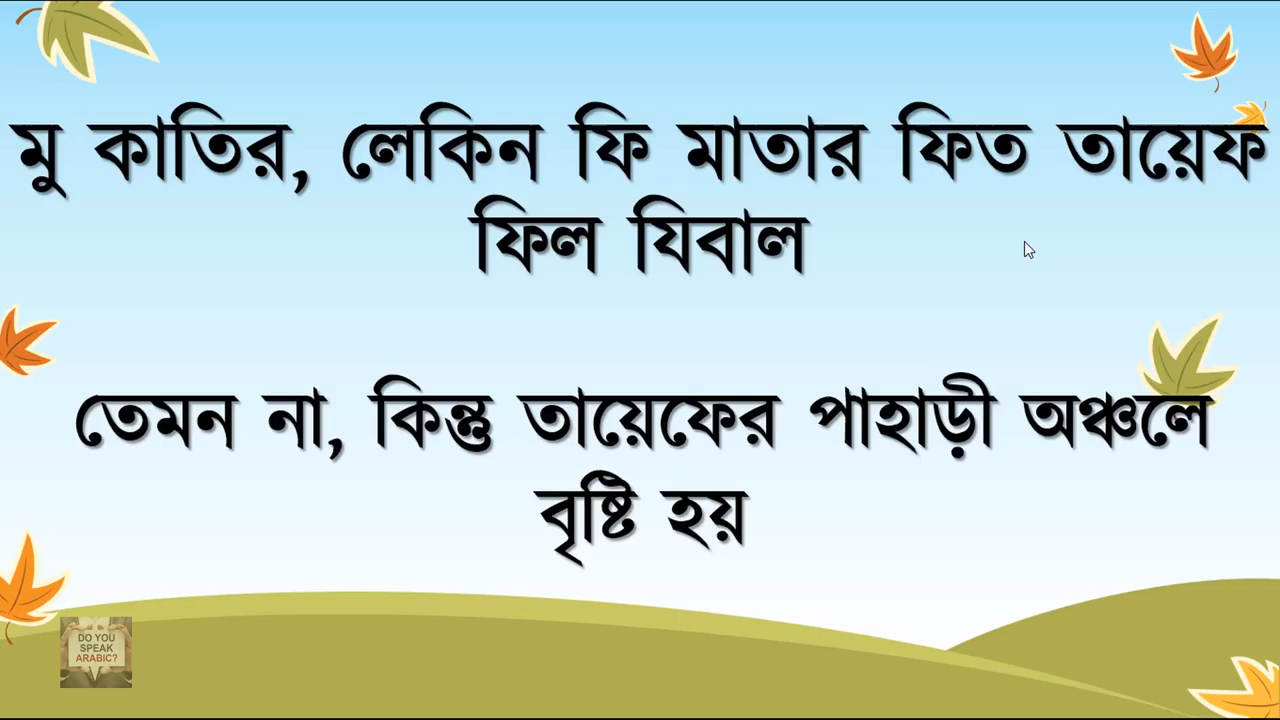 মু কাতির, লেকিন ফি মাতার ফিত তায়েফ
ফিল যিবাল
তেমন না, কিন্তু তায়েফের পাহাড়ী অঞ্চলে
বৃষ্টি হয়
DO YOU
SPEAK
ARABIC?